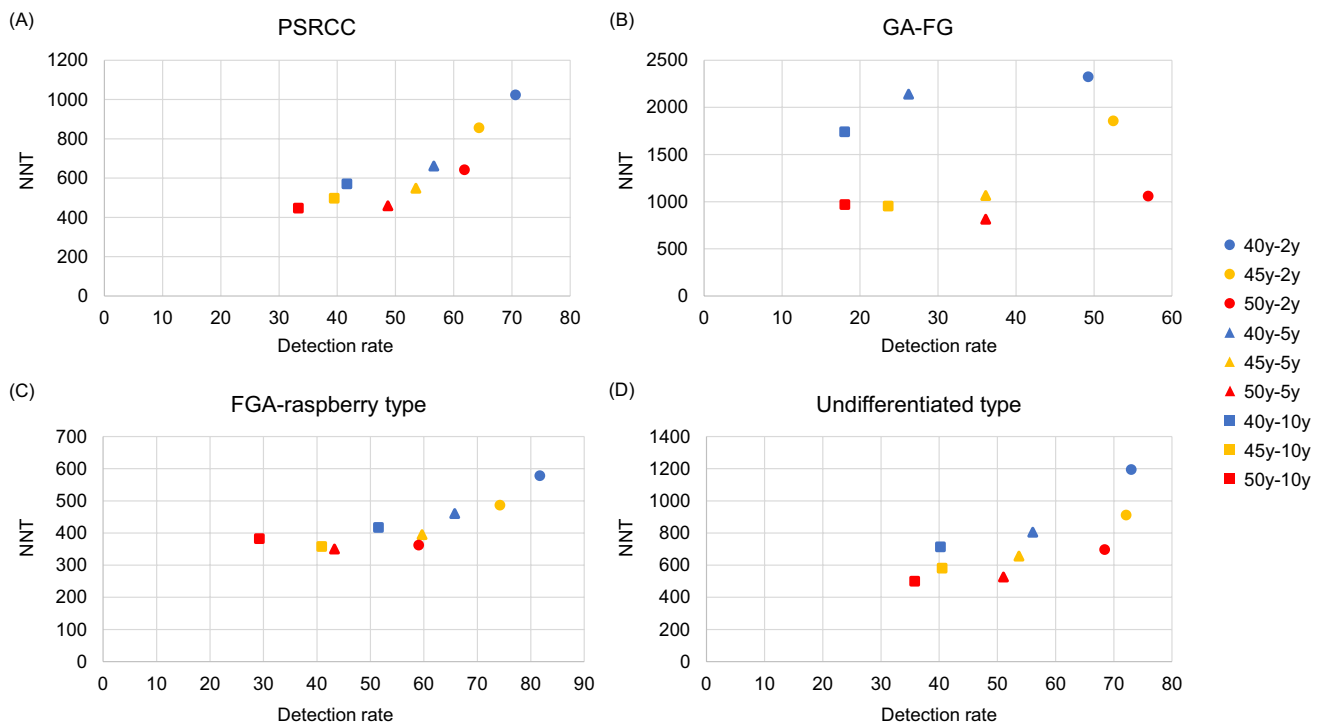 (A)
PSRCC
1200
1000
800
600
400
200
0
NNT
0 10 20 30 40 50 60 70 80
Detection rate
(B)
GA-FG
2500
2000
1500
1000
500
0
NNT
0 10 20 30 40 50 60
Detection rate
(C)
FGA-raspberry type
700
600
500
400
300
200
100
0
NNT
0 10 20 30 40 50 60 70 80 90
Detection rate
(D)
Undifferentiated type
1400
1200
1000
800
600
400
200
0
NNT
0 10 20 30 40 50 60 70 80
Detection rate
40y-2y
45y-2y
50y-2y
40y-5y
45y-5y
50y-5y
40y-10y
45y-10y
50y-10y